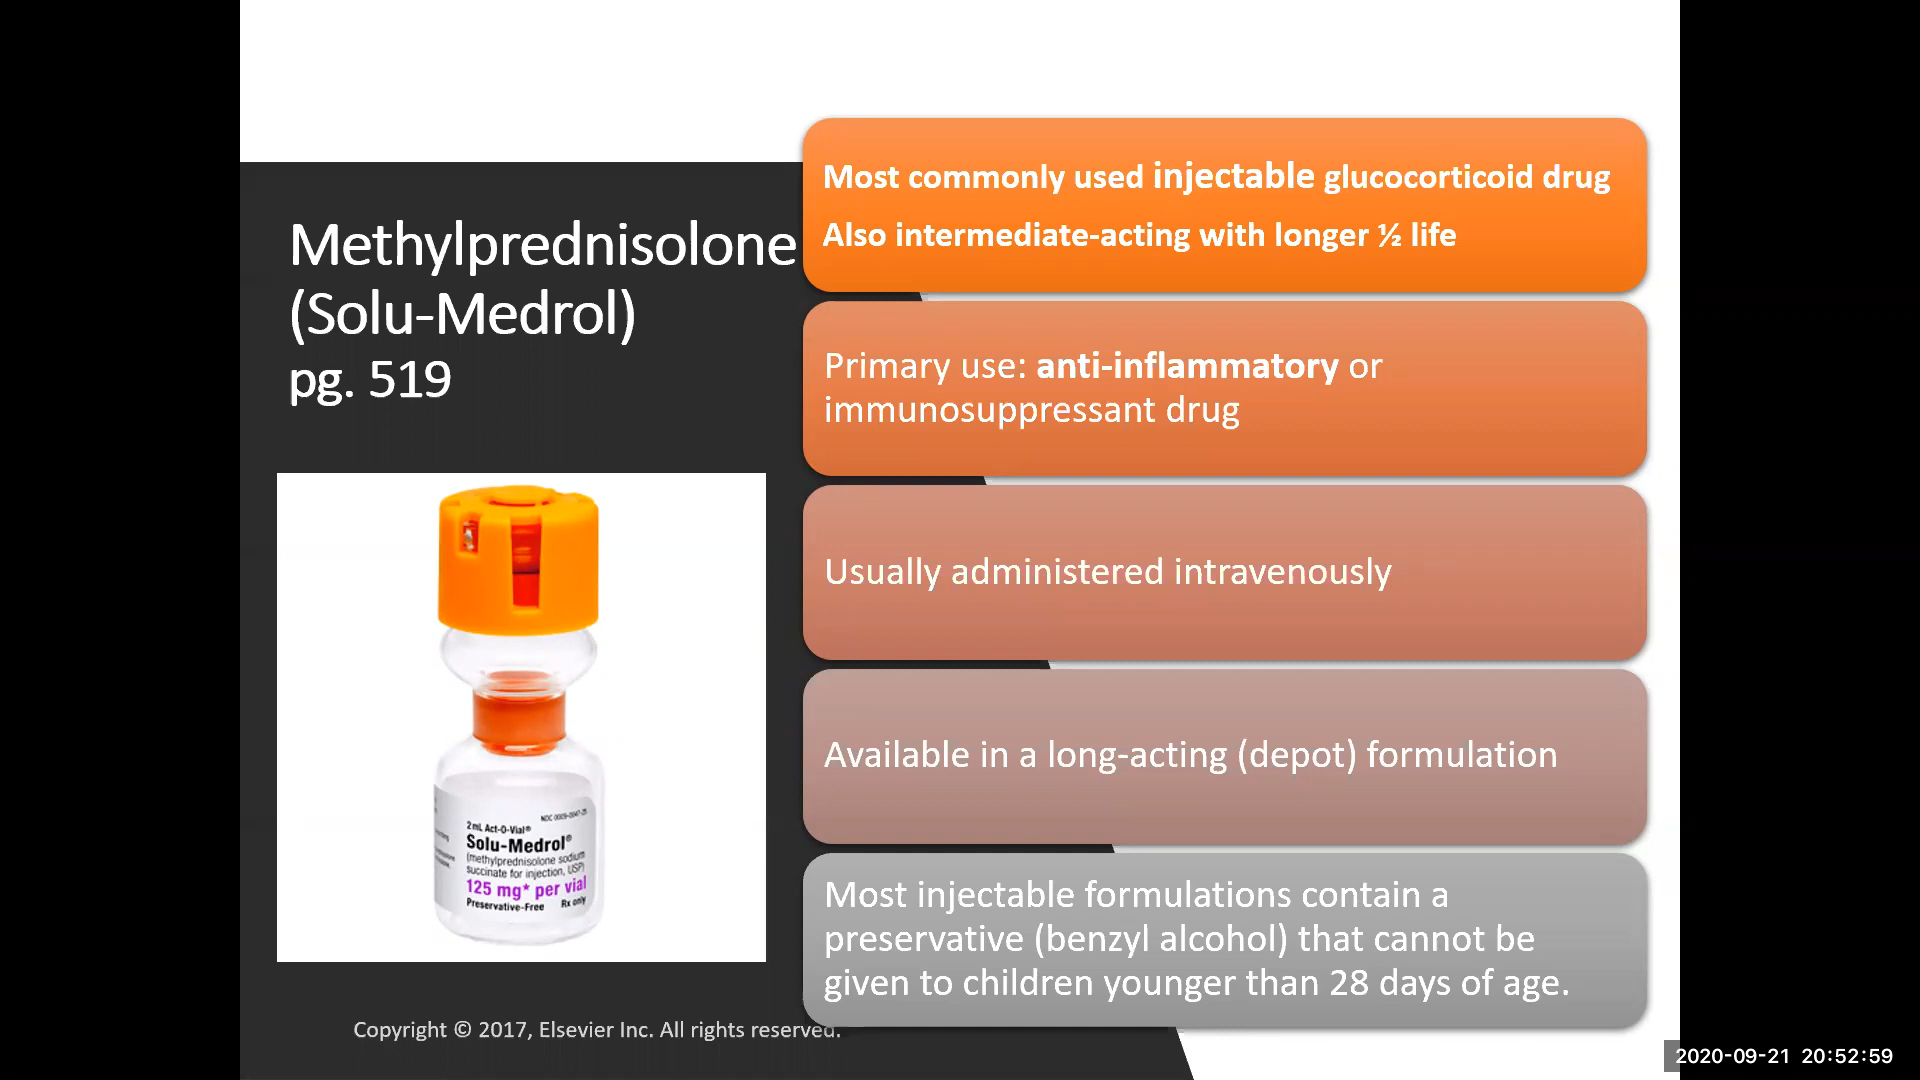 Methylprednisolone
(Solu-Medrol)
pg. 519
Most commonly used injectable glucocorticoid drug
Also intermediate-acting with longer ½ life
Primary use: anti-inflammatory or
immunosuppressant drug
Usually administered intravenously
Available in a long-acting (depot) formulation
Most injectable formulations contain a
preservative (benzyl alcohol) that cannot be
given to children younger than 28 days of age.
2 mL Act-O-Vial®
Solu-Medrol®
(methylprednisolone sodium
succinate for injection, USP)
125 mg* per vial
Preservative-Free Rx only
Copyright © 2017, Elsevier Inc. All rights reserved.
2020-09-21 20:52:59